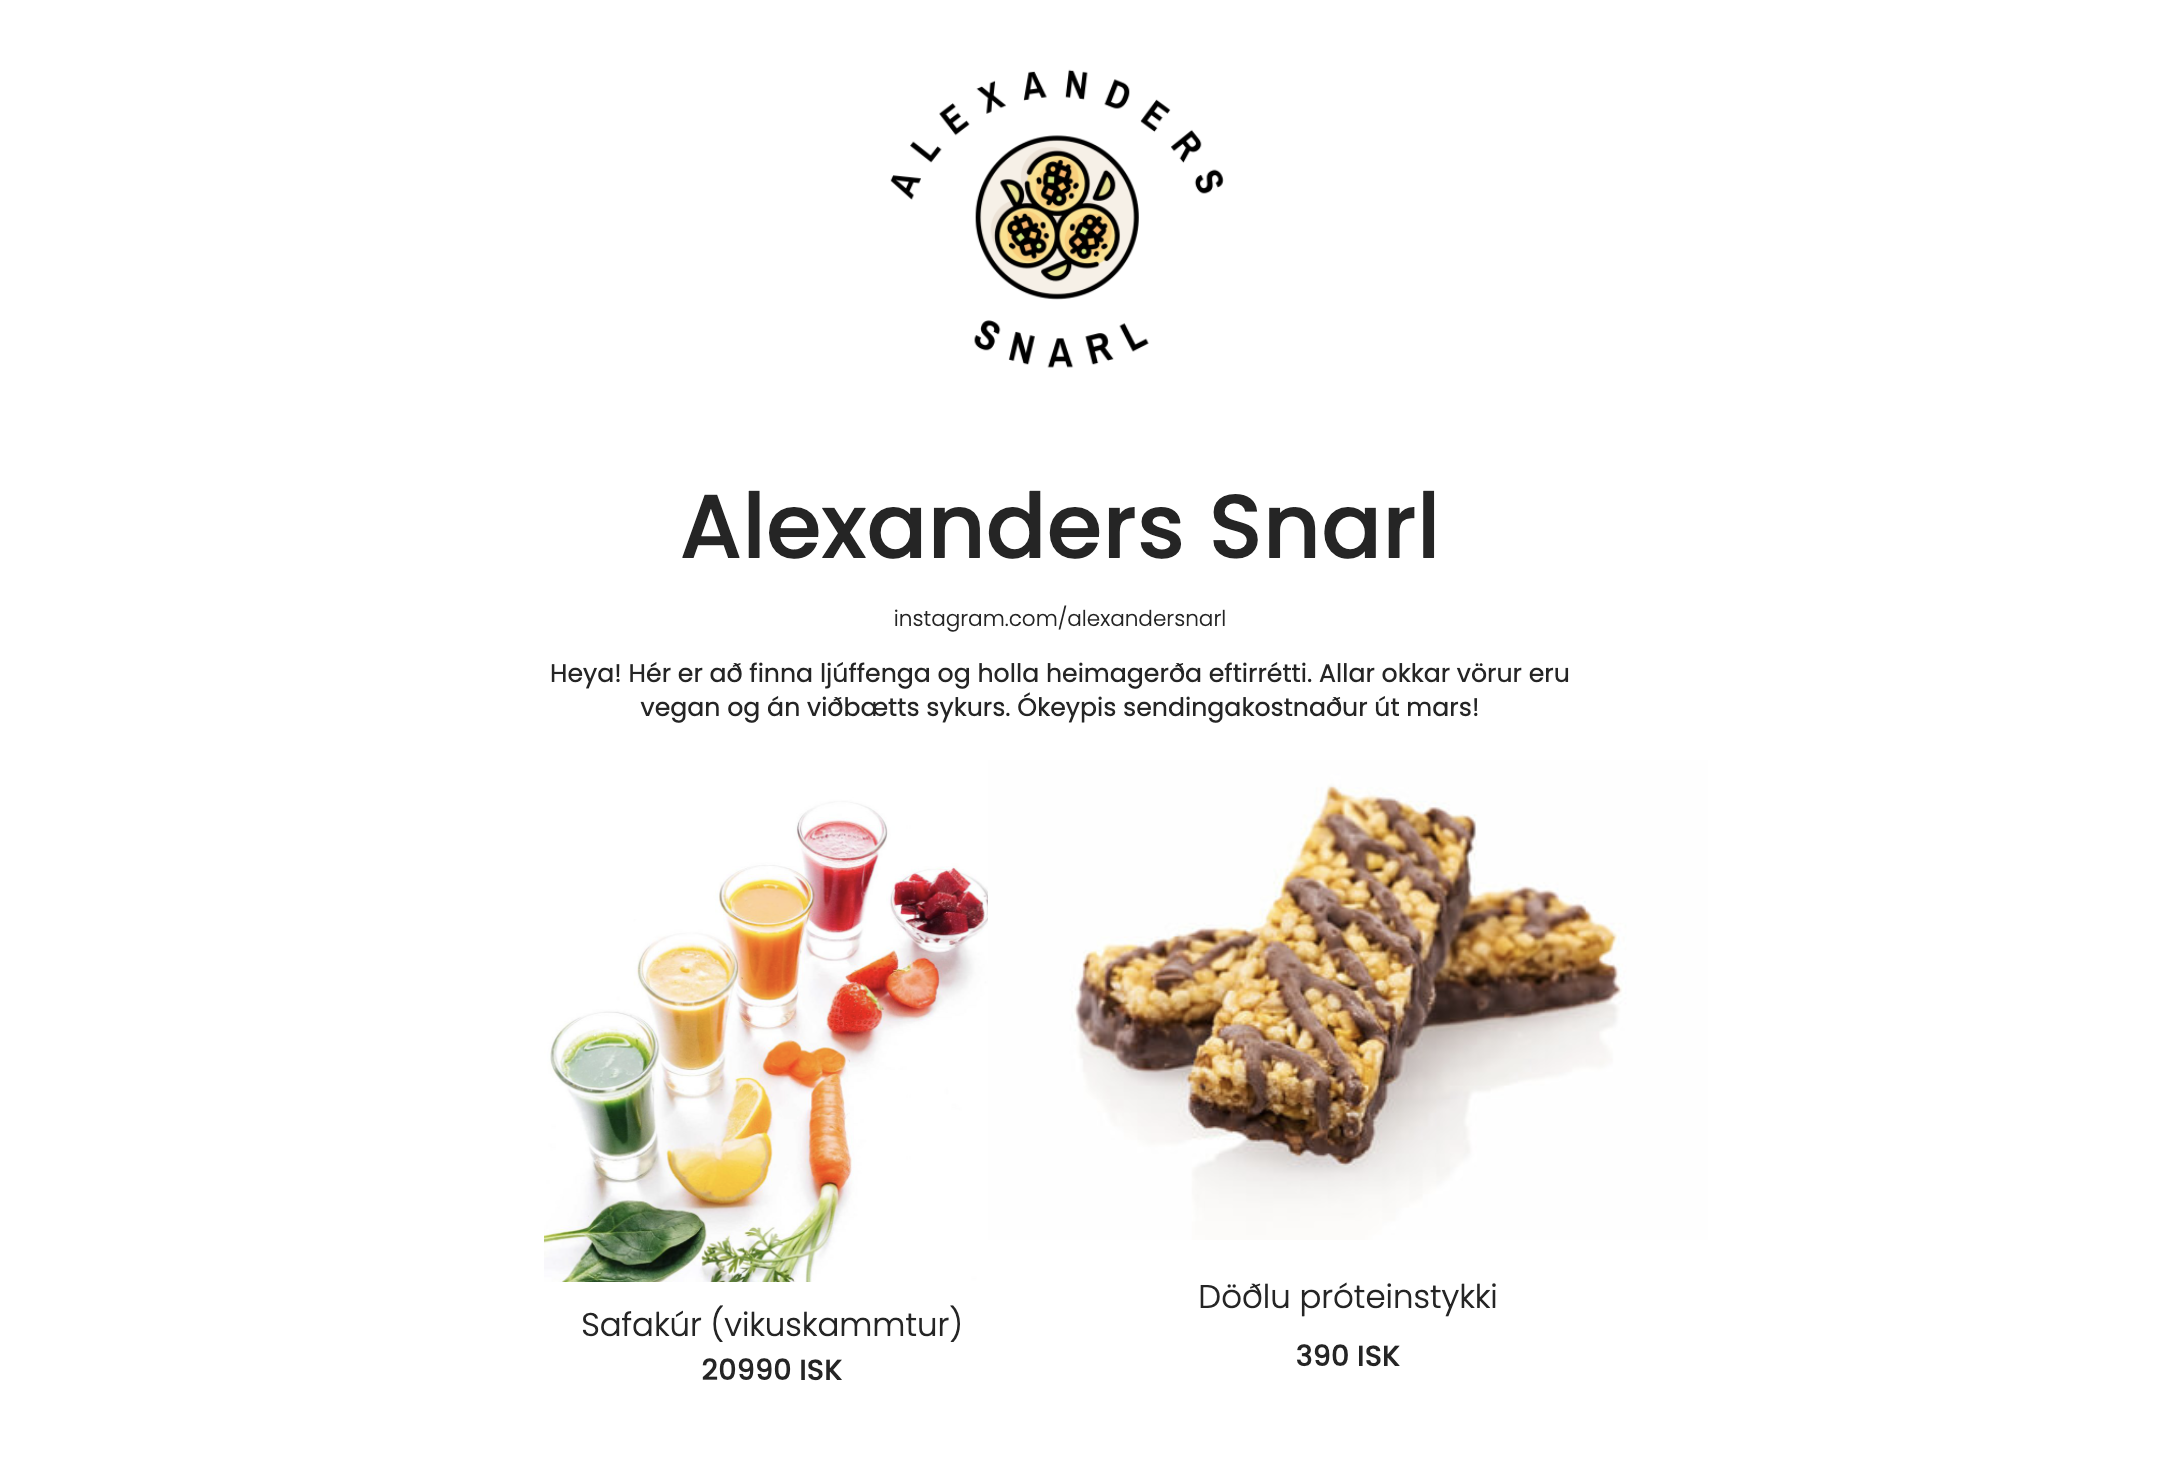 ALEXANDERS
SNARL
Alexanders Snarl
instagram.com/alexandersnarl
Heya! Hér er að finna ljúffenga og holla heimagerða eftirrétti. Allar okkar vörur eru
vegan og án viðbætts sykurs. Ókeypis sendingakostnaður út mars!
Safakúr (vikuskammtur)
20990 ISK
Döðlu próteinstykki
390 ISK